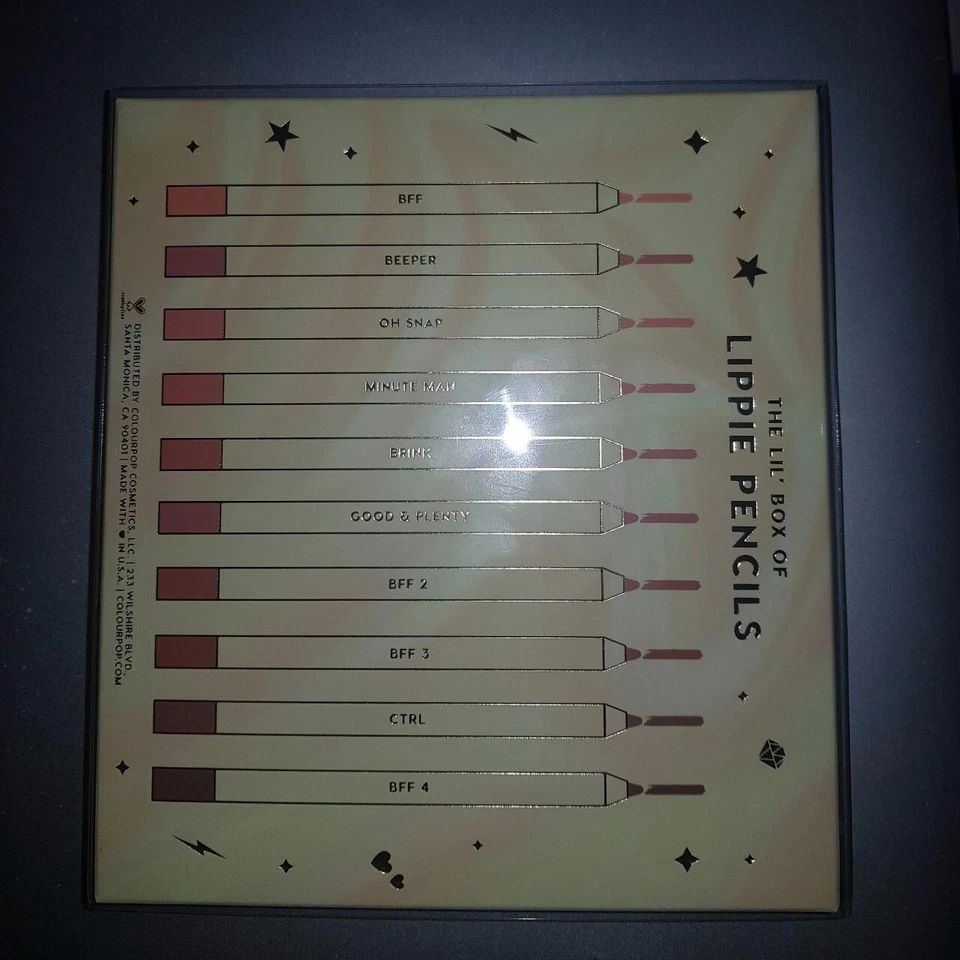 THE LIL' BOX OF
LIPPIE PENCILS
BFF
BEEPER
OH SNAP
MINUTE MAN
BRINK
GOOD & PLENTY
BFF 2
BFF 3
CTRL
BFF 4
cruelty free
DISTRIBUTED BY COLOURPOP COSMETICS, LLC. | 233 WILSHIRE BLVD,
SANTA MONICA, CA 90401 | MADE WITH ♥ IN U.S.A. | COLOURPOP.COM